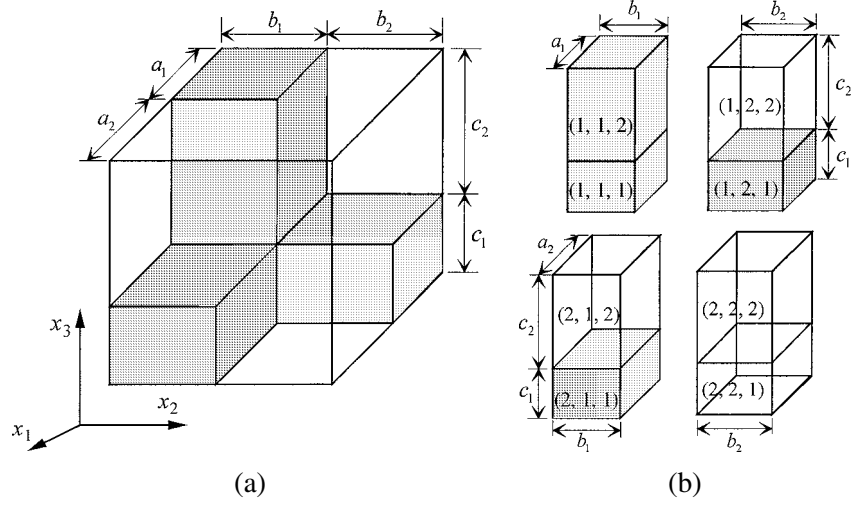 b₁ b₂
a₁
a₂
c₂
c₁
x₃
x₂
x₁
(a)
b₁ b₂
a₁
(1, 1, 2) (1, 2, 2)
c₂
(1, 1, 1) (1, 2, 1)
c₁
a₂
c₂
(2, 1, 2) (2, 2, 2)
c₁
(2, 1, 1) (2, 2, 1)
b₁ b₂
(b)